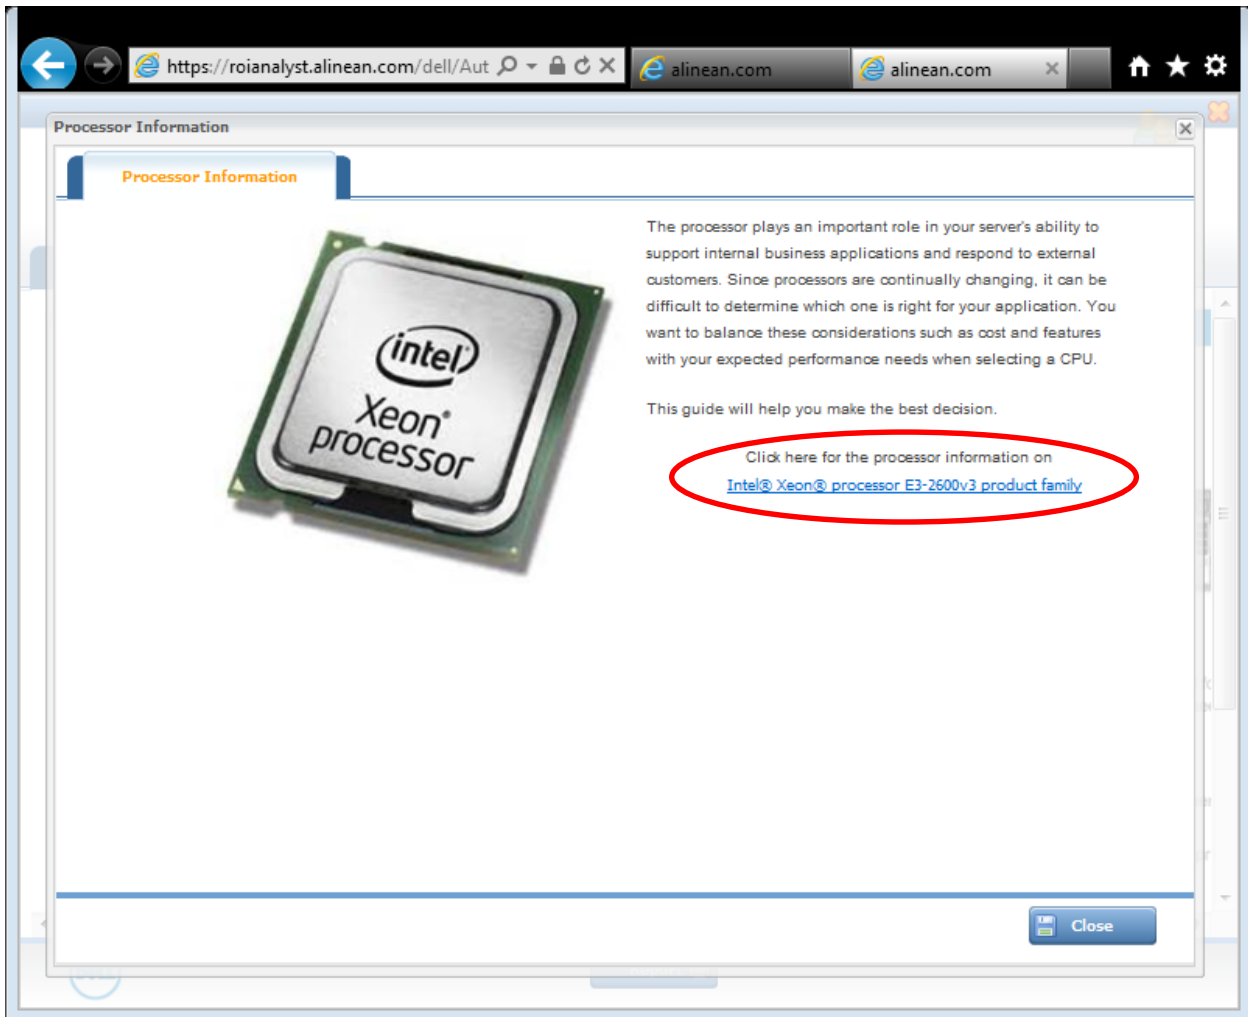 https://roianalyst.alinean.com/dell/Aut
alinean.com
alinean.com
Processor Information
Processor Information
The processor plays an important role in your server's ability to
support internal business applications and respond to external
customers. Since processors are continually changing, it can be
difficult to determine which one is right for your application. You
want to balance these considerations such as cost and features
with your expected performance needs when selecting a CPU.
This guide will help you make the best decision.
Click here for the processor information on
Intel® Xeon® processor E3-2600v3 product family
intel
Xeon®
processor
Close